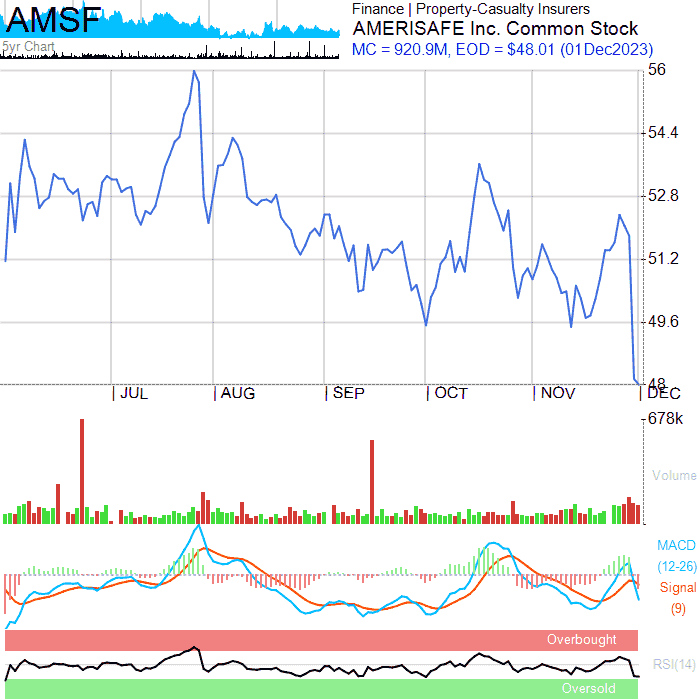 AMSF
5yr Chart
Finance | Property-Casualty Insurers
AMERISAFE Inc. Common Stock
MC = 920.9M, EOD = $48.01 (01Dec2023)
56
54.4
52.8
51.2
49.6
48
JUL AUG SEP OCT NOV DEC
678k
Volume
MACD
(12-26)
Signal
(9)
Overbought
RSI(14)
Oversold